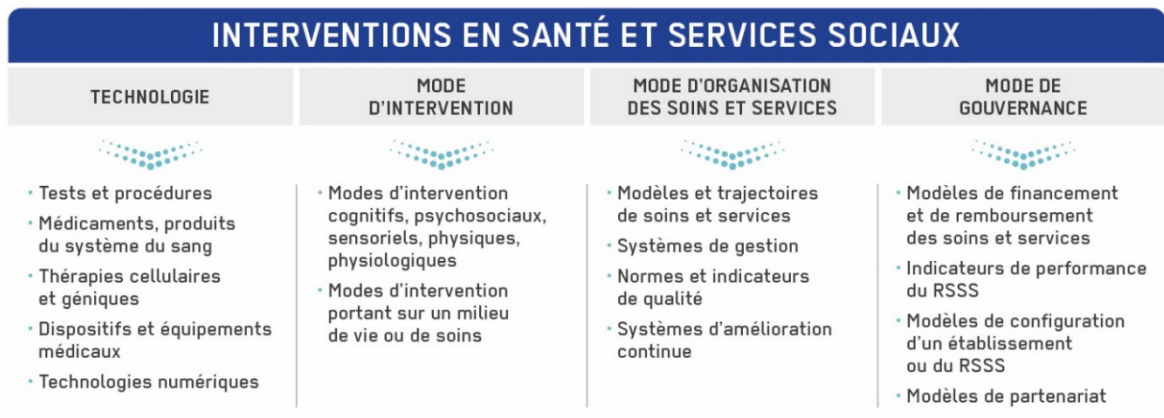 INTERVENTIONS EN SANTÉ ET SERVICES SOCIAUX
TECHNOLOGIE
• Tests et procédures
• Médicaments, produits
du système du sang
• Thérapies cellulaires
et géniques
• Dispositifs et équipements
médicaux
• Technologies numériques
MODE
D'INTERVENTION
• Modes d'intervention
cognitifs, psychosociaux,
sensoriels, physiques,
physiologiques
• Modes d'intervention
portant sur un milieu
de vie ou de soins
MODE D'ORGANISATION
DES SOINS ET SERVICES
• Modèles et trajectoires
de soins et services
• Systèmes de gestion
• Normes et indicateurs
de qualité
• Systèmes d'amélioration
continue
MODE DE
GOUVERNANCE
• Modèles de financement
et de remboursement
des soins et services
• Indicateurs de performance
du RSSS
• Modèles de configuration
d'un établissement
ou du RSSS
• Modèles de partenariat